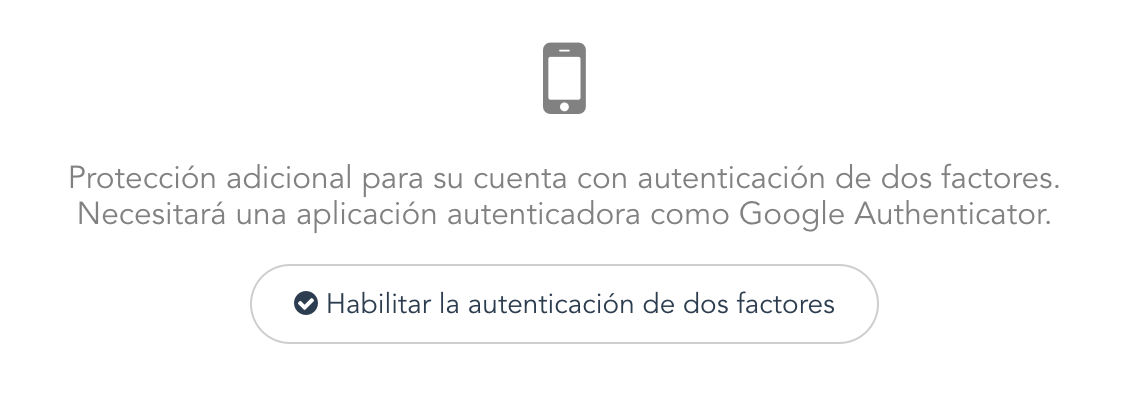 Protección adicional para su cuenta con autenticación de dos factores.
Necesitará una aplicación autenticadora como Google Authenticator.
Habilitar la autenticación de dos factores